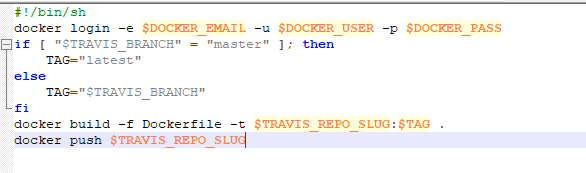 #!/bin/sh
docker login -e $DOCKER_EMAIL -u $DOCKER_USER -p $DOCKER_PASS
if [ "$TRAVIS_BRANCH" = "master" ]; then
    TAG="latest"
else
    TAG="$TRAVIS_BRANCH"
fi
docker build -f Dockerfile -t $TRAVIS_REPO_SLUG:$TAG .
docker push $TRAVIS_REPO_SLUG